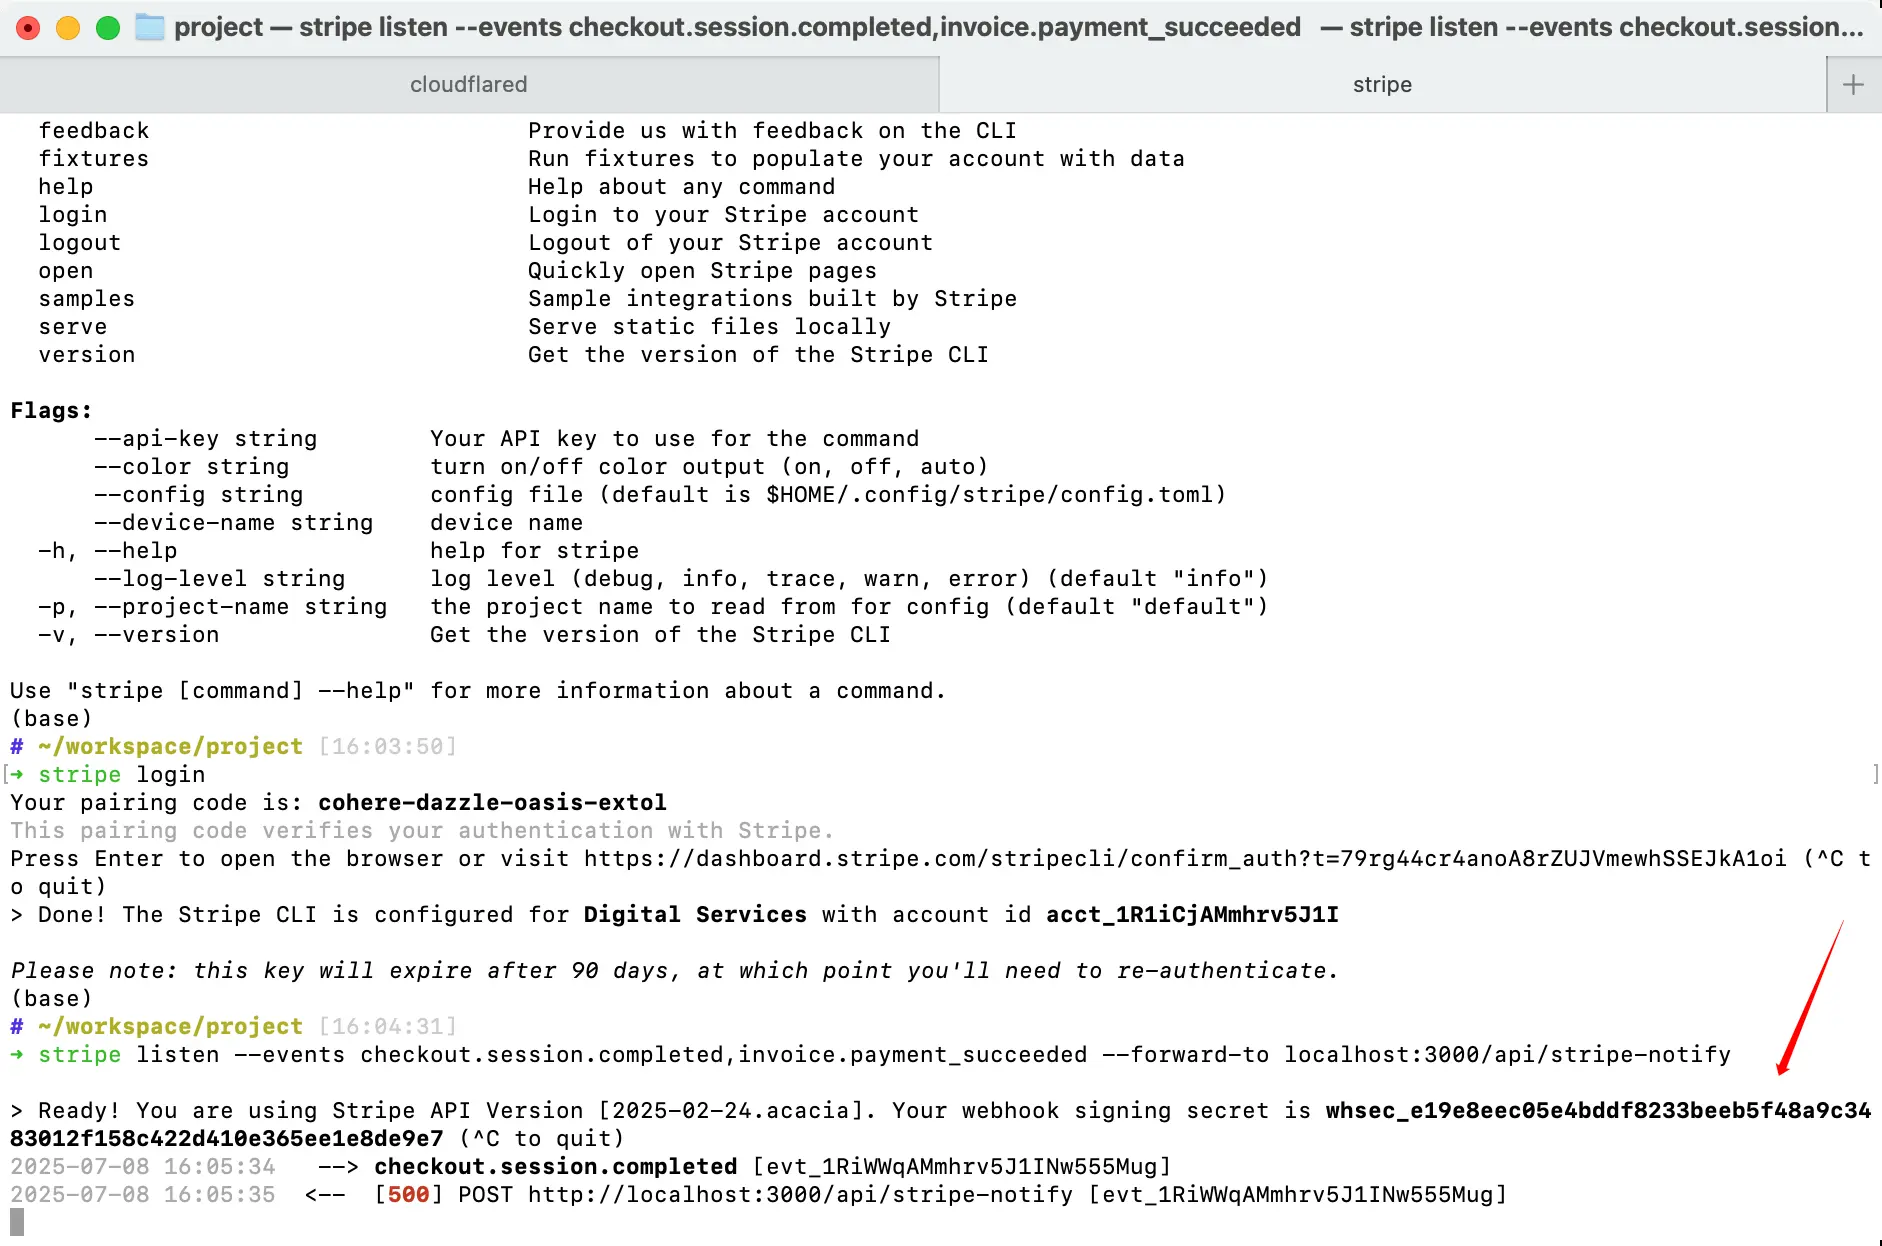 project — stripe listen --events checkout.session.completed,invoice.payment_succeeded — stripe listen --events checkout.session...
cloudflared
stripe
+
feedback Provide us with feedback on the CLI
fixtures Run fixtures to populate your account with data
help Help about any command
login Login to your Stripe account
logout Logout of your Stripe account
open Quickly open Stripe pages
samples Sample integrations built by Stripe
serve Serve static files locally
version Get the version of the Stripe CLI
Flags:
--api-key string Your API key to use for the command
--color string turn on/off color output (on, off, auto)
--config string config file (default is $HOME/.config/stripe/config.toml)
--device-name string device name
-h, --help help for stripe
--log-level string log level (debug, info, trace, warn, error) (default "info")
-p, --project-name string the project name to read from for config (default "default")
-v, --version Get the version of the Stripe CLI
Use "stripe [command] --help" for more information about a command.
(base)
# ~/workspace/project [16:03:50]
[➜ stripe login ]
Your pairing code is: cohere-dazzle-oasis-extol
This pairing code verifies your authentication with Stripe.
Press Enter to open the browser or visit https://dashboard.stripe.com/stripecli/confirm_auth?t=79rg44cr4anoA8rZUJVmewhSSEJkA1oi (^C t
o quit)
> Done! The Stripe CLI is configured for Digital Services with account id acct_1R1iCjAMmhrv5J1I
Please note: this key will expire after 90 days, at which point you'll need to re-authenticate.
(base)
# ~/workspace/project [16:04:31]
➜ stripe listen --events checkout.session.completed,invoice.payment_succeeded --forward-to localhost:3000/api/stripe-notify
> Ready! You are using Stripe API Version [2025-02-24.acacia]. Your webhook signing secret is whsec_e19e8eec05e4bddf8233beeb5f48a9c34
83012f158c422d410e365ee1e8de9e7 (^C to quit)
2025-07-08 16:05:34 --> checkout.session.completed [evt_1RiWWqAMmhrv5J1INw555Mug]
2025-07-08 16:05:35 <-- [500] POST http://localhost:3000/api/stripe-notify [evt_1RiWWqAMmhrv5J1INw555Mug]